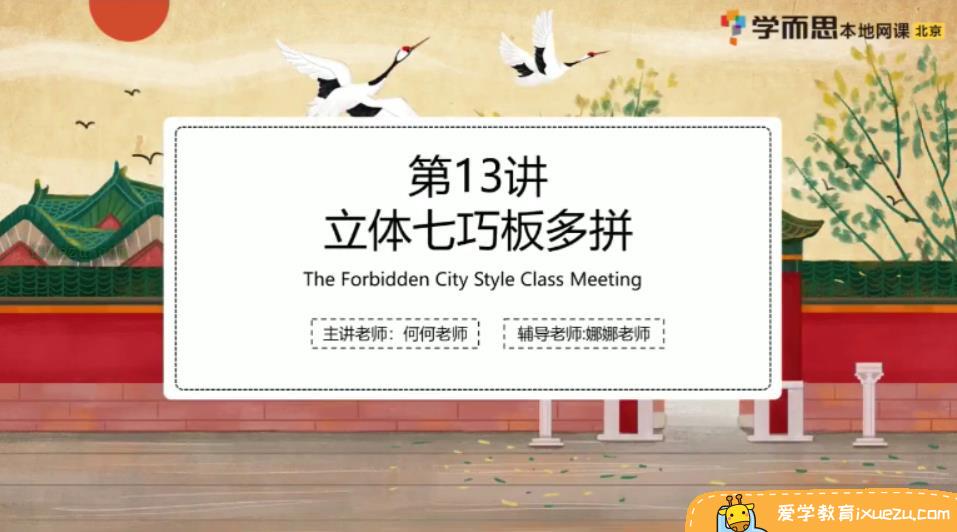 学而思本地网课 北京
第13讲
立体七巧板多拼
The Forbidden City Style Class Meeting
主讲老师：何何老师 辅导老师:娜娜老师
爱学教育ixuezu.com